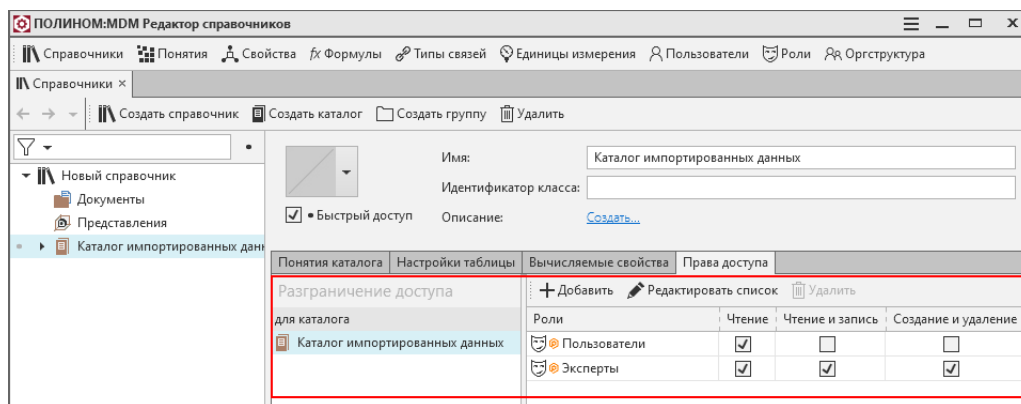 ПОЛИНОМ:MDM Редактор справочников
Справочники Понятия Свойства fx Формулы Типы связей Единицы измерения Пользователи Роли Оргструктура
Справочники ×
Создать справочник Создать каталог Создать группу Удалить
Имя: Каталог импортированных данных
Новый справочник
Идентификатор класса:
Документы
Быстрый доступ Описание: Создать...
Представления
Каталог импортированных данн
Понятия каталога Настройки таблицы Вычисляемые свойства Права доступа
Разграничение доступа Добавить Редактировать список Удалить
для каталога Роли Чтение Чтение и запись Создание и удаление
Каталог импортированных данных Пользователи
Эксперты